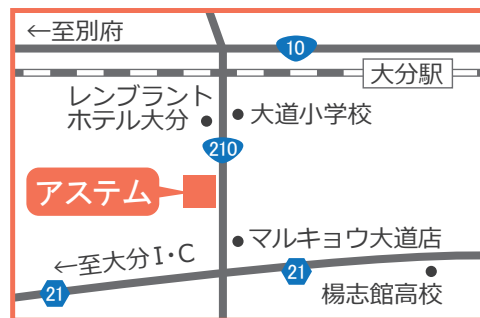 ←至別府
10
大分駅
レンブラント
ホテル大分
大道小学校
210
アステム
マルキョウ大道店
←至大分I・C
21
21
楊志館高校